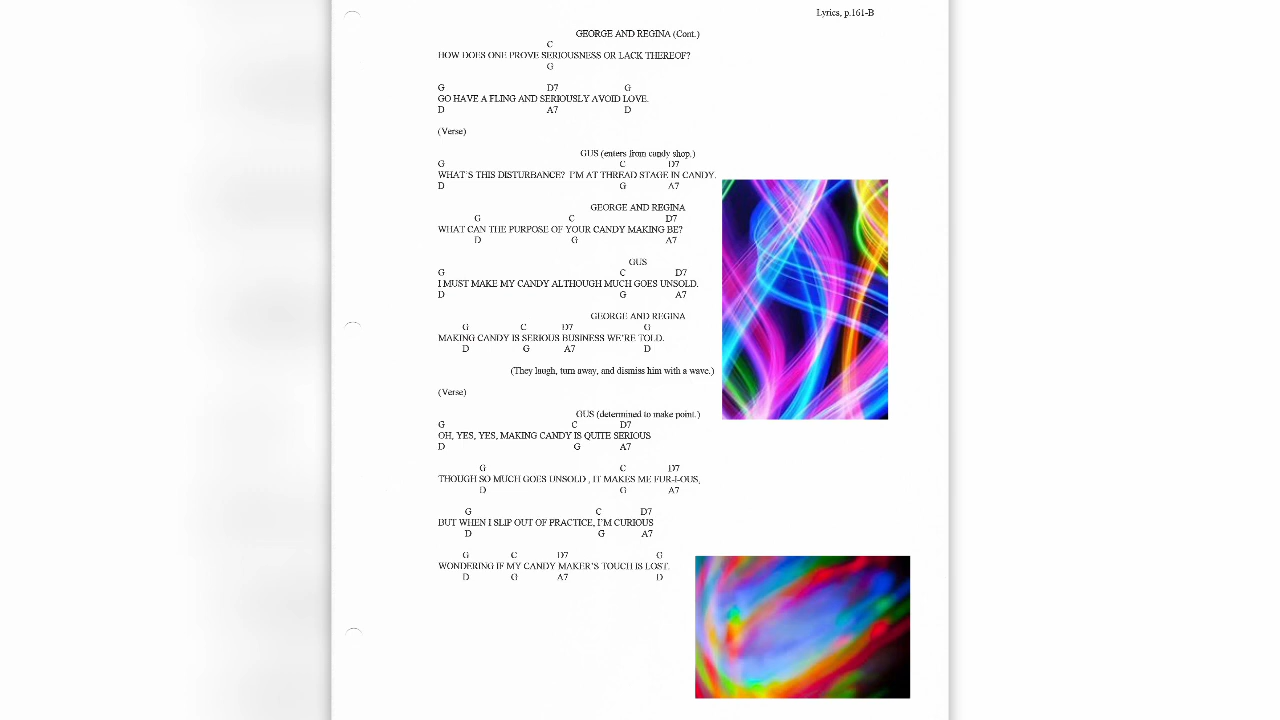 Lyrics, p.161-B
GEORGE AND REGINA (Cont.)
C
HOW DOES ONE PROVE SERIOUSNESS OR LACK THEREOF?
G
G D7 G
GO HAVE A FLING AND SERIOUSLY AVOID LOVE.
D A7 D
(Verse)
GUS (enters from candy shop.)
G C D7
WHAT'S THIS DISTURBANCE? I'M AT THREAD STAGE IN CANDY.
D G A7
GEORGE AND REGINA
G C D7
WHAT CAN THE PURPOSE OF YOUR CANDY MAKING BE?
D G A7
GUS
G C D7
I MUST MAKE MY CANDY ALTHOUGH MUCH GOES UNSOLD.
D G A7
GEORGE AND REGINA
G C D7 G
MAKING CANDY IS SERIOUS BUSINESS WE'RE TOLD.
D G A7 D
(They laugh, turn away, and dismiss him with a wave.)
(Verse)
GUS (determined to make point.)
G C D7
OH, YES, YES, MAKING CANDY IS QUITE SERIOUS
D G A7
G C D7
THOUGH SO MUCH GOES UNSOLD , IT MAKES ME FUR-I-OUS,
D G A7
G C D7
BUT WHEN I SLIP OUT OF PRACTICE, I'M CURIOUS
D G A7
G C D7 G
WONDERING IF MY CANDY MAKER'S TOUCH IS LOST.
D G A7 D